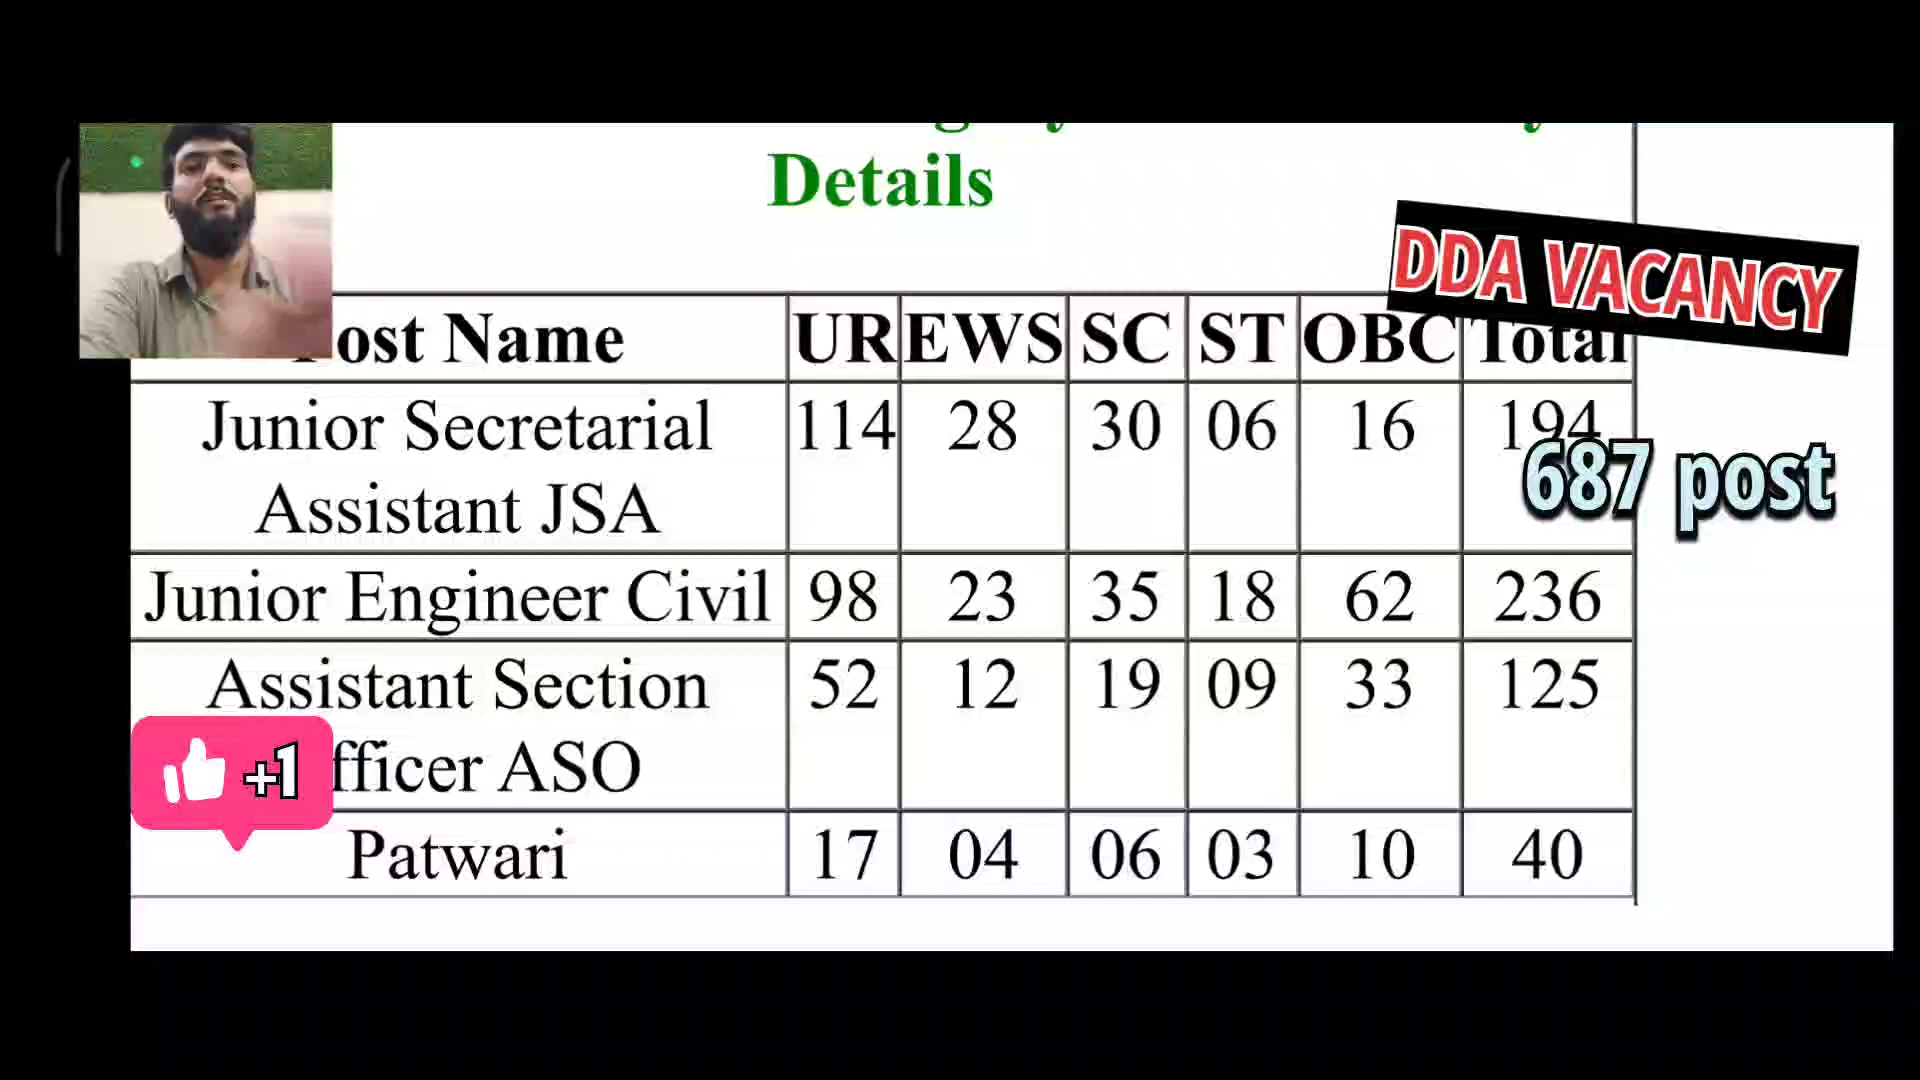 Details
DDA VACANCY
Post Name UR EWS SC ST OBC Total
Junior Secretarial Assistant JSA 114 28 30 06 16 194
687 post
Junior Engineer Civil 98 23 35 18 62 236
Assistant Section fficer ASO 52 12 19 09 33 125
+1
Patwari 17 04 06 03 10 40